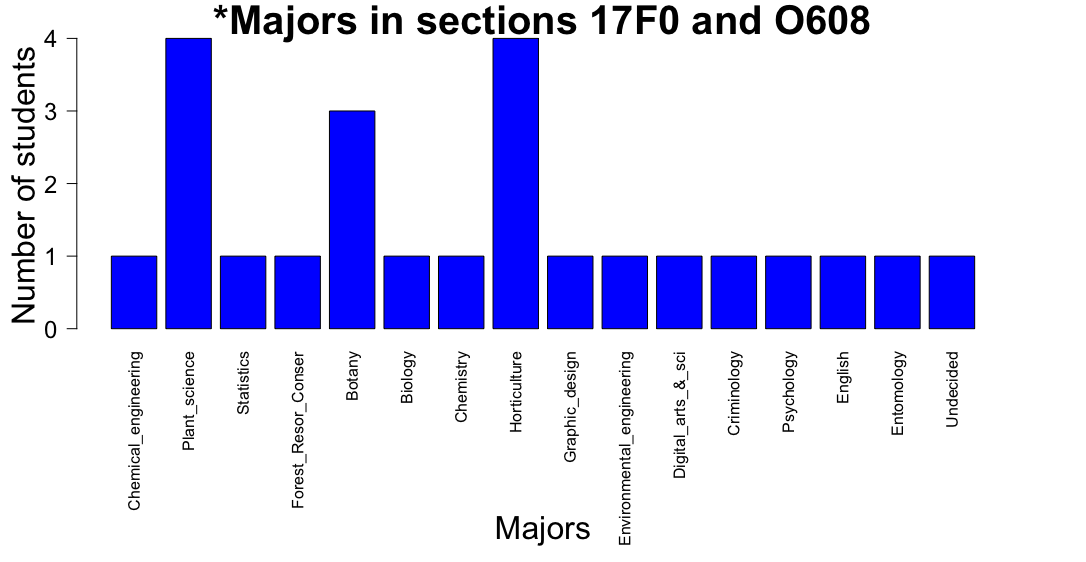 *Majors in sections 17F0 and O608
Number of students
4
3
2
1
0
Chemical_engineering
Plant_science
Statistics
Forest_Resor_Conser
Botany
Biology
Chemistry
Horticulture
Graphic_design
Environmental_engineering
Digital_arts_&_sci
Criminology
Psychology
English
Entomology
Undecided
Majors